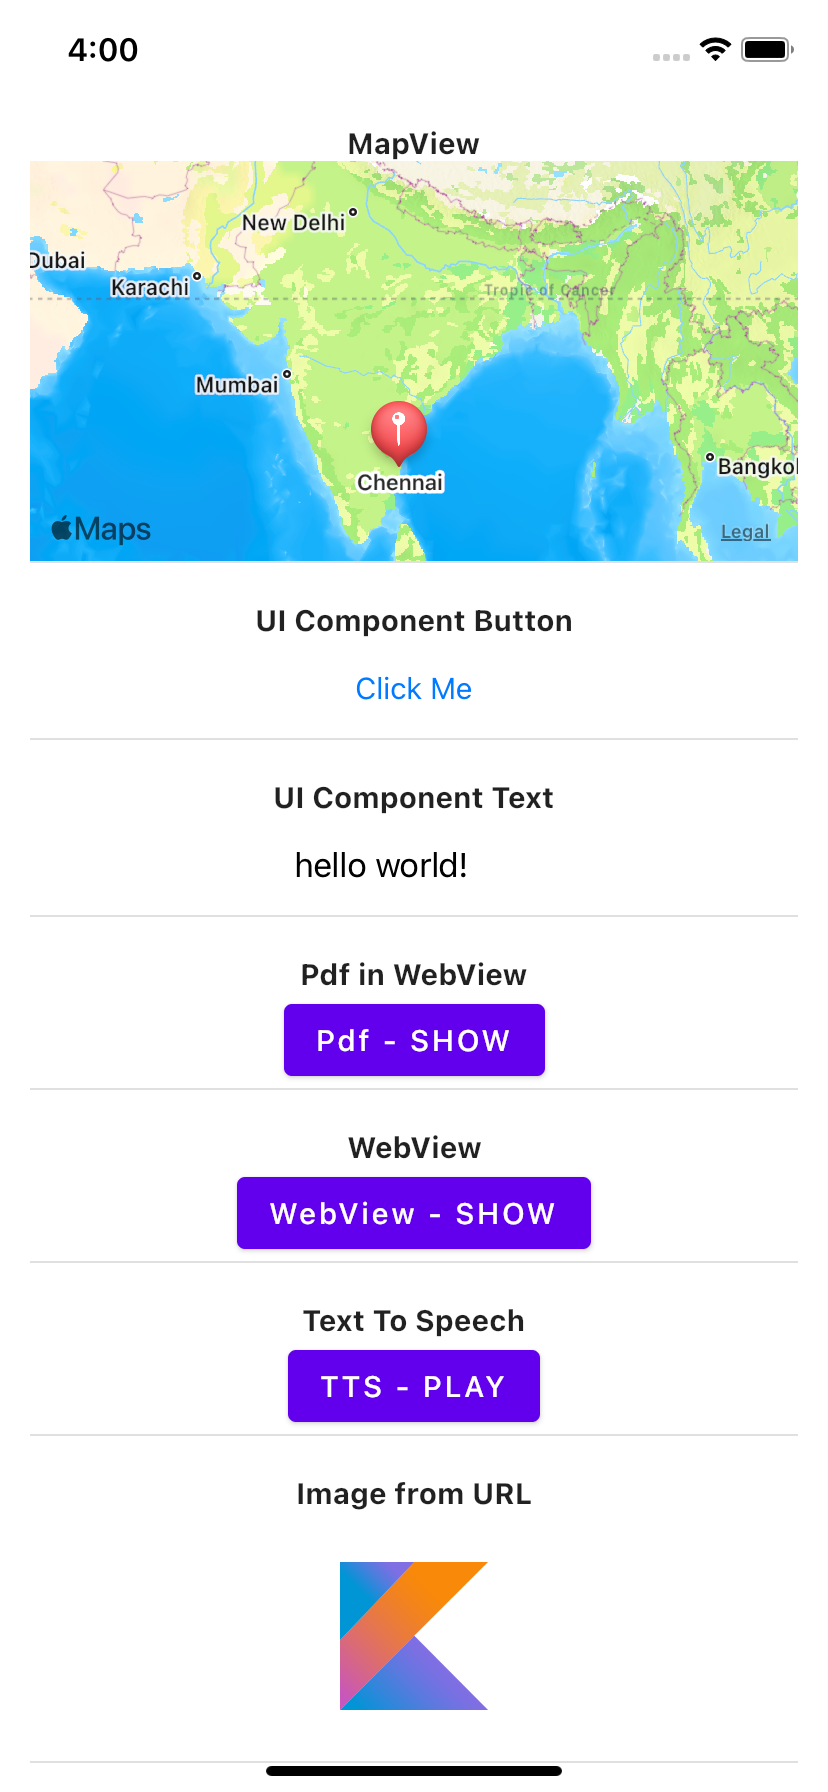 4:00
MapView
New Delhi
Dubai
Karachi
Tropic of Cancer
Mumbai
Bangkok
Chennai
Maps
Legal
UI Component Button
Click Me
UI Component Text
hello world!
Pdf in WebView
Pdf - SHOW
WebView
WebView - SHOW
Text To Speech
TTS - PLAY
Image from URL